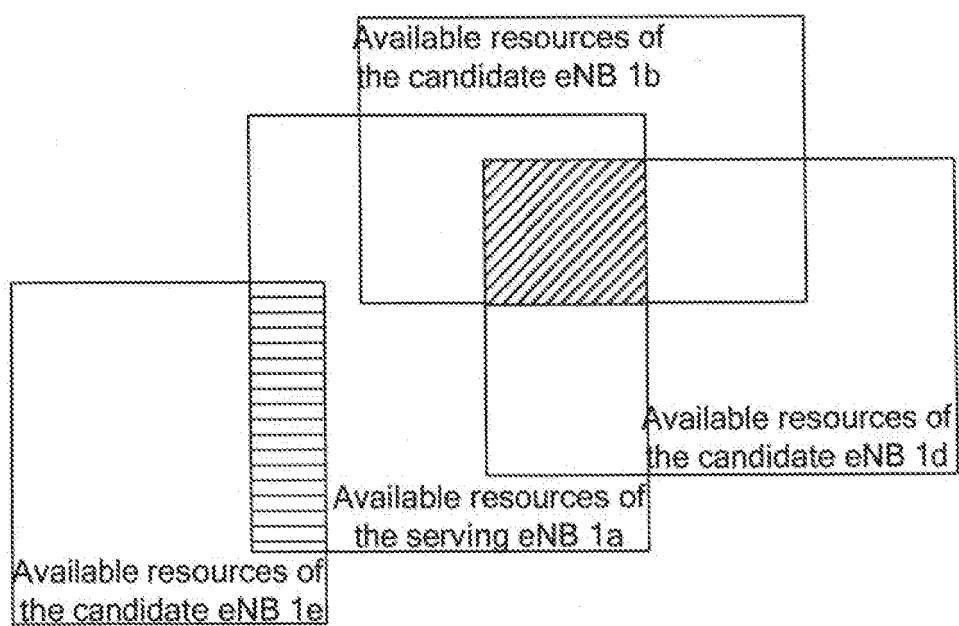 Available resources of
the candidate eNB 1b
Available resources of
the candidate eNB 1d
Available resources of
the serving eNB 1a
Available resources of
the candidate eNB 1e